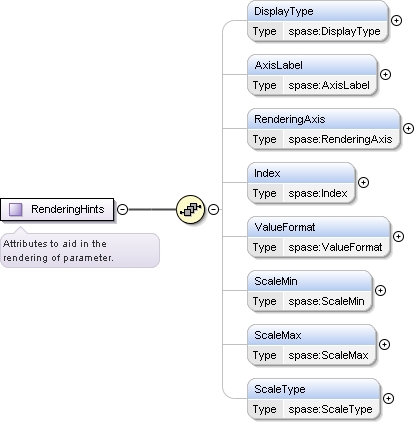 DisplayType
Type spase:DisplayType
AxisLabel
Type spase:AxisLabel
RenderingAxis
Type spase:RenderingAxis
Index
Type spase:Index
RenderingHints
Attributes to aid in the
rendering of parameter.
ValueFormat
Type spase:ValueFormat
ScaleMin
Type spase:ScaleMin
ScaleMax
Type spase:ScaleMax
ScaleType
Type spase:ScaleType